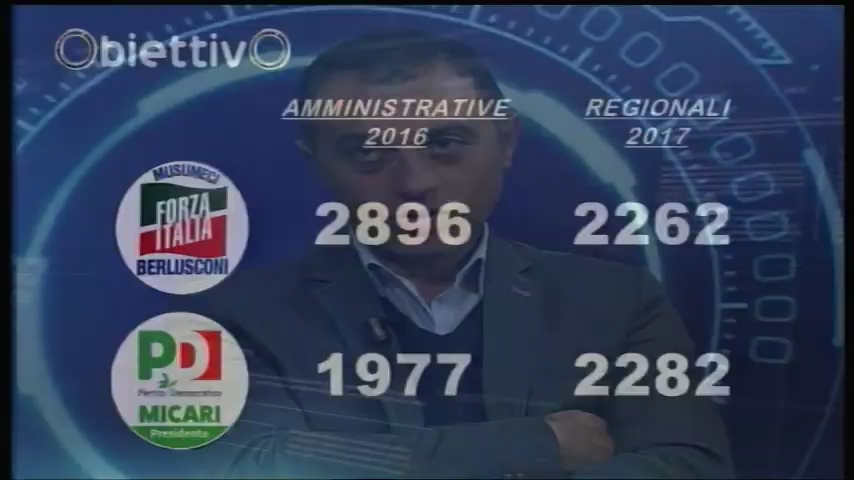 ObiettivO
AMMINISTRATIVE
2016
REGIONALI
2017
MUSUMECI
FORZA
ITALIA
BERLUSCONI
2896
2262
PD
Partito Democratico
MICARI
Presidente
1977
2282